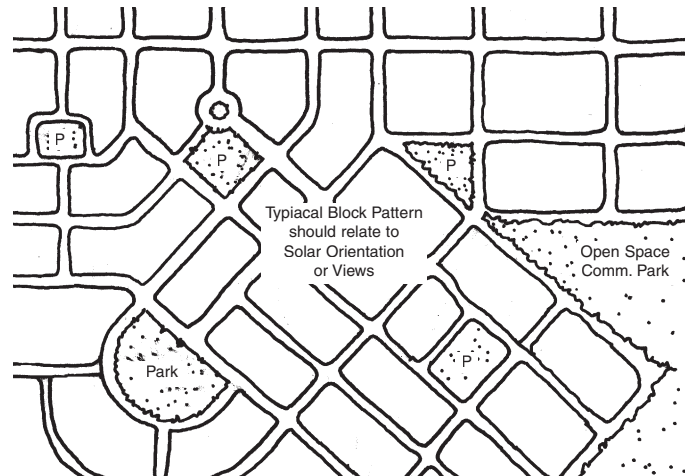 P
P
P
Typiacal Block Pattern
should relate to
Solar Orientation
or Views
Open Space
Comm. Park
P
Park